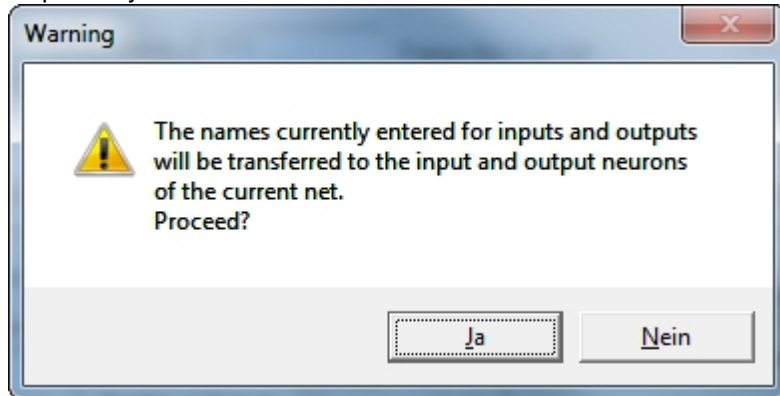 Warning
The names currently entered for inputs and outputs
will be transferred to the input and output neurons
of the current net.
Proceed?
Ja
Nein